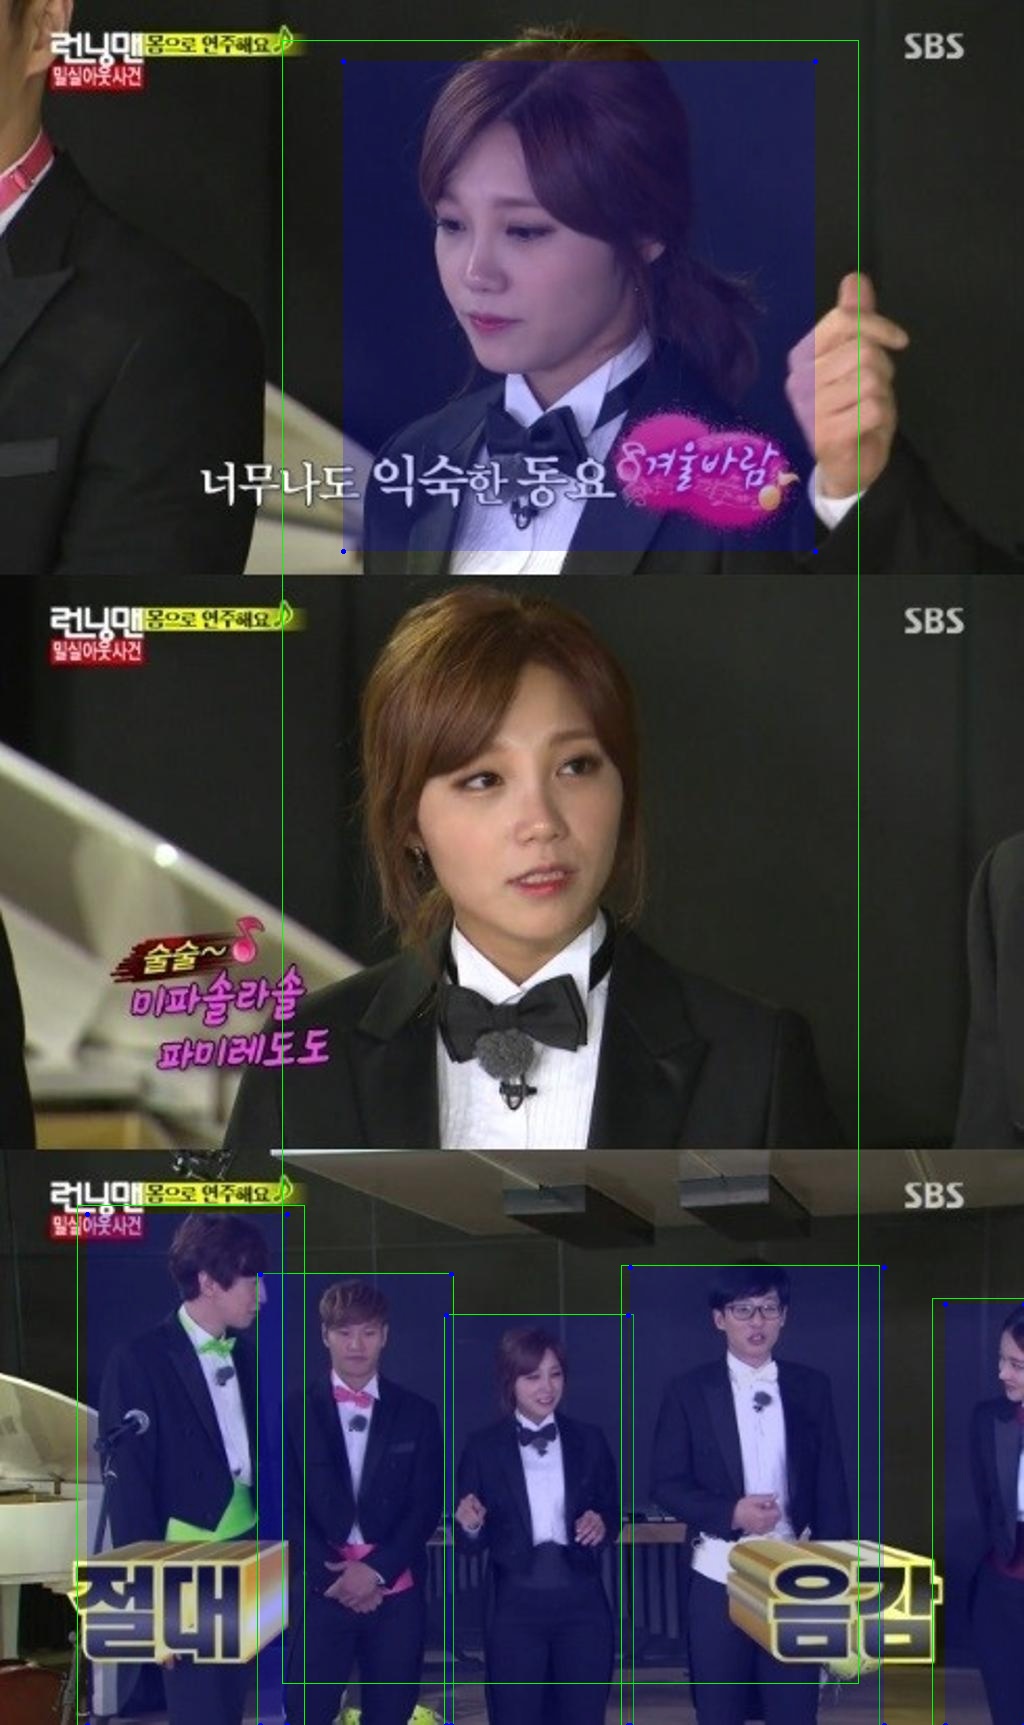 런닝맨 몸으로 연주해요
밀실아웃사건
SBS
너무나도 익숙한 동요 겨울바람
런닝맨 몸으로 연주해요
밀실아웃사건
SBS
술술~
미파솔라솔
파미레도도
런닝맨 몸으로 연주해요
밀실아웃사건
SBS
절대 음감